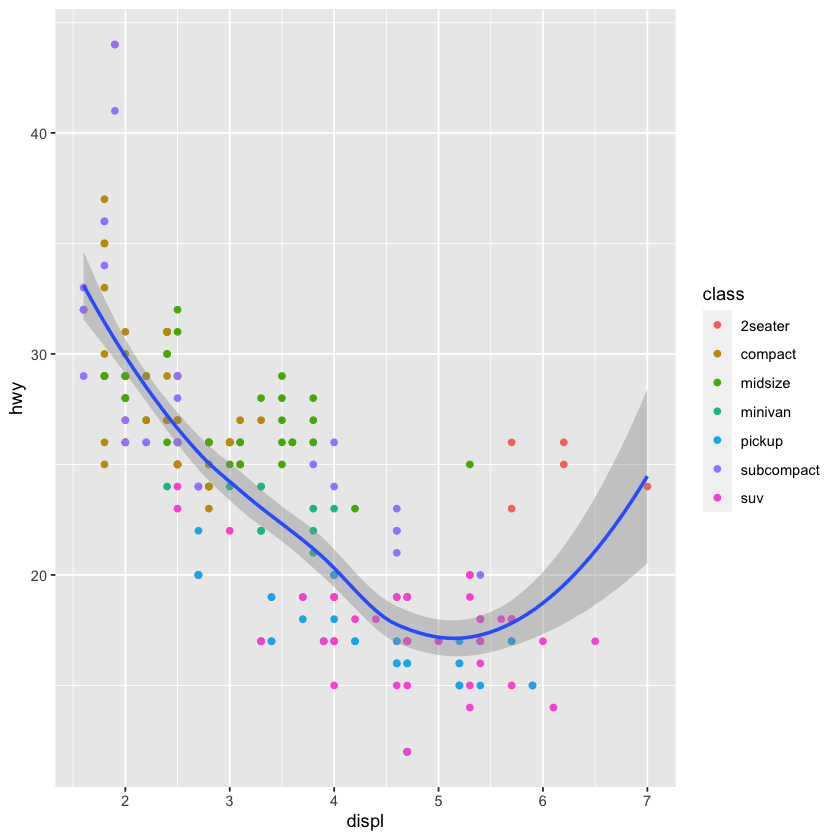 hwy
40
30
20
2
3
4
5
6
7
displ
class
2seater
compact
midsize
minivan
pickup
subcompact
suv